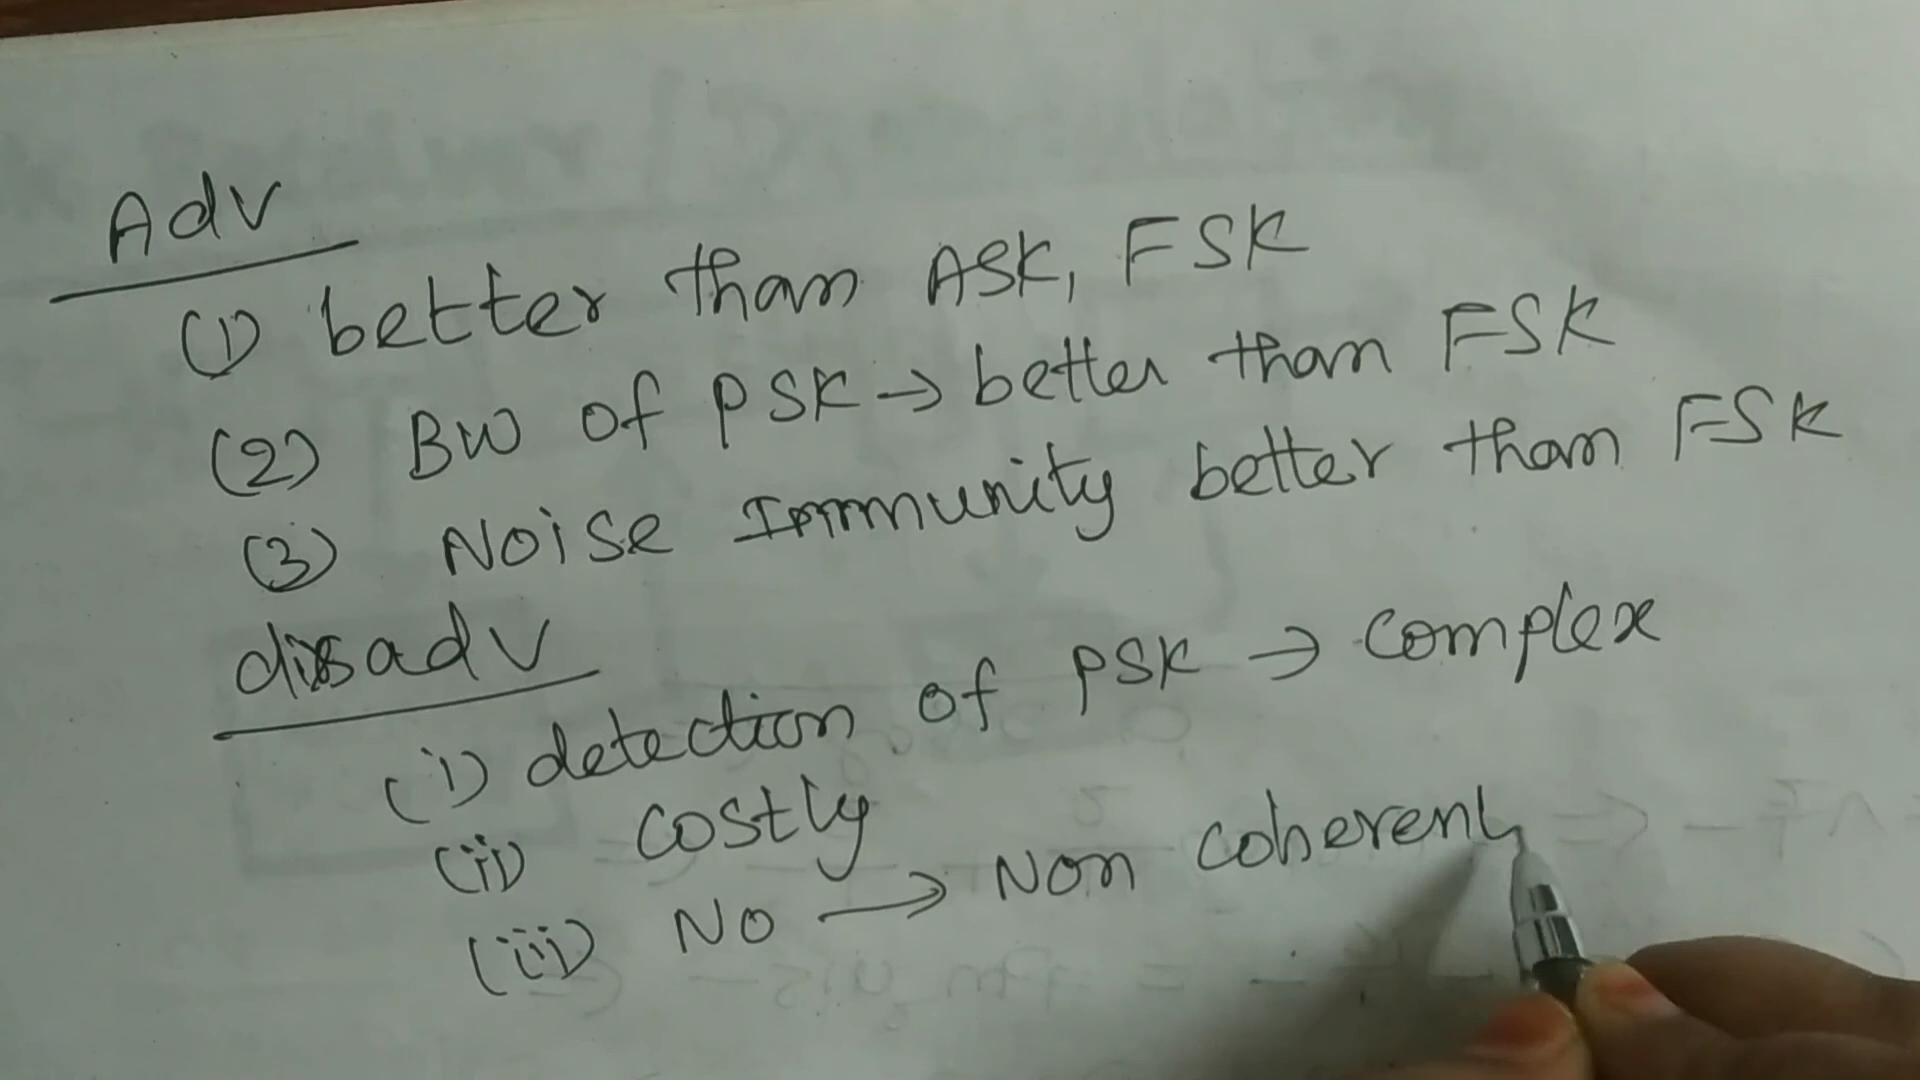 Adv
(1) better than ASK, FSK
(2) BW of PSK → better than FSK
(3) Noise Immunity better than FSK
disadv
(i) detection of PSK → complex
(ii) costly
(iii) No → Non coherent